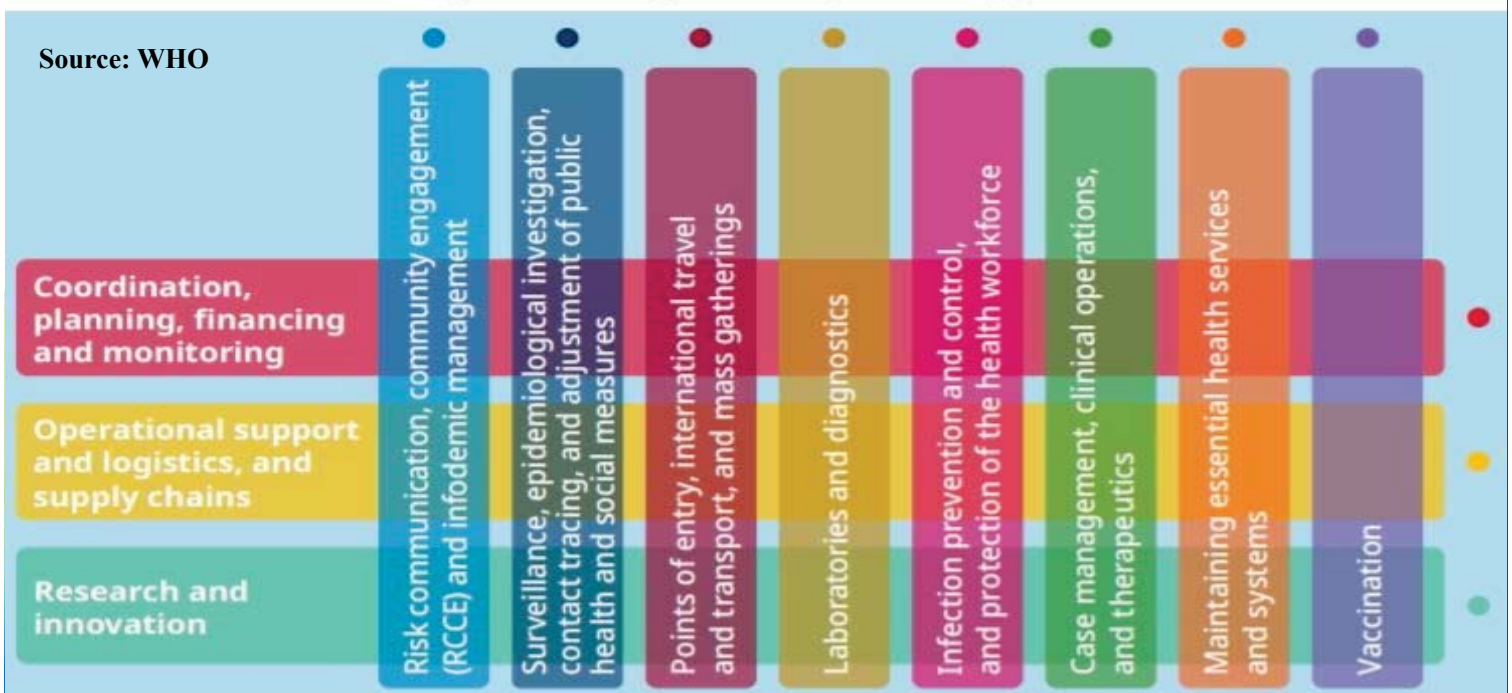 Source: WHO
Coordination,
planning, financing
and monitoring
Operational support
and logistics, and
supply chains
Research and
innovation
Risk communication, community engagement
(RCCE) and infodemic management
Surveillance, epidemiological investigation,
contact tracing, and adjustment of public
health and social measures
Points of entry, international travel
and transport, and mass gatherings
Laboratories and diagnostics
Infection prevention and control,
and protection of the health workforce
Case management, clinical operations,
and therapeutics
Maintaining essential health services
and systems
Vaccination